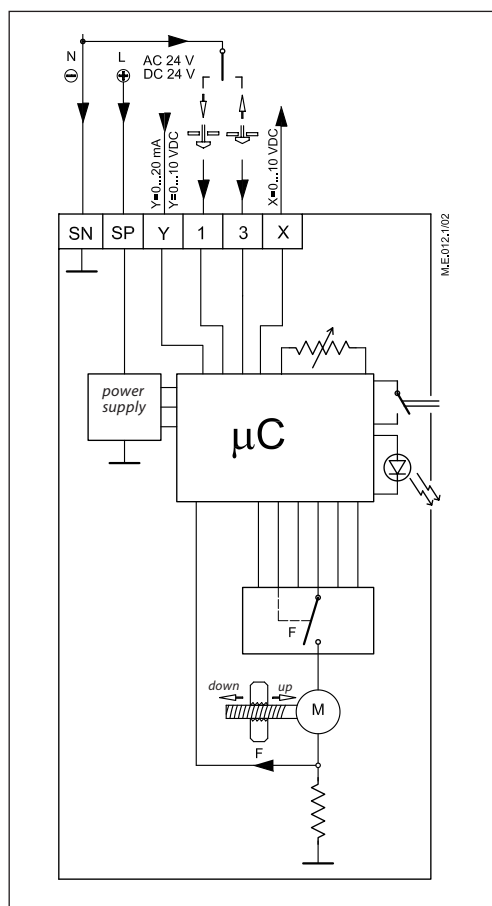 N L AC 24 V
DC 24 V
⊖ ⊕
Y=0...20 mA
Y=0...10 VDC
X=0...10 VDC
SN SP Y 1 3 X
M.E.012.1/02
power
supply
µC
F
down up
M
F